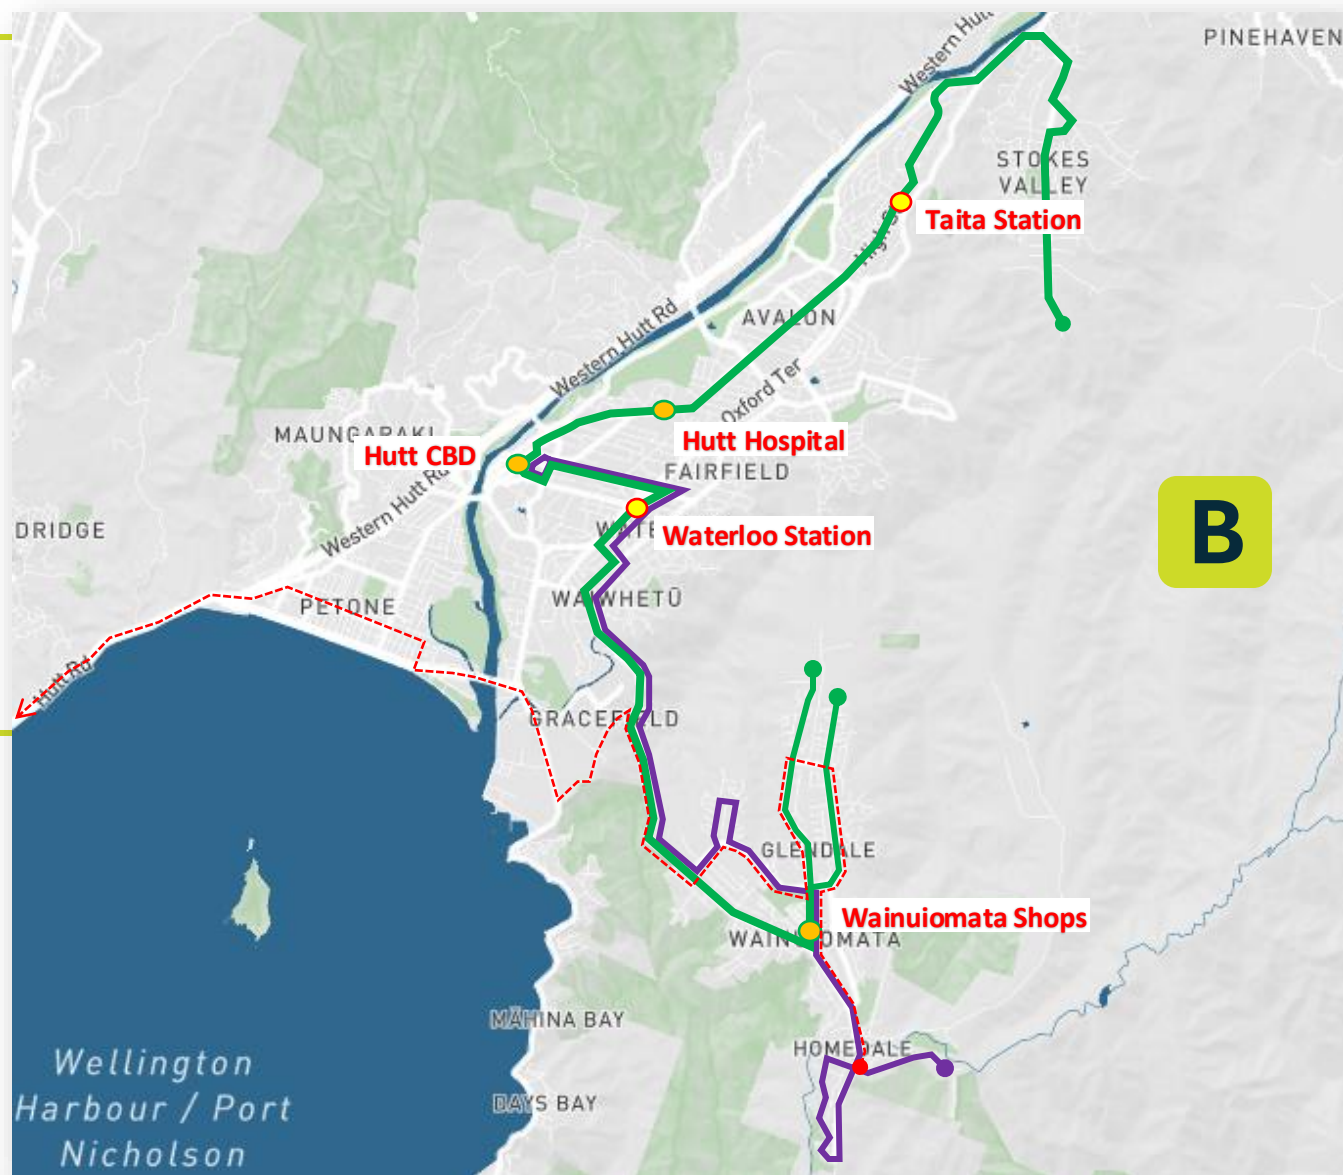 Western Hutt
PINEHAVEN
STOKES
VALLEY
Taita Station
High S
AVALON
Western Hutt Rd
Oxford Ter
MAUNGARAKI
Hutt CBD
Hutt Hospital
FAIRFIELD
Western Hutt Rd
B
DRIDGE
WATE
Waterloo Station
PETONE
WAIWHETŪ
Hutt Rd
GRACEFIELD
GLENDALE
Wainuiomata Shops
WAINUIOMATA
MĀHINA BAY
HOMEDALE
Wellington
Harbour / Port
Nicholson
DAYS BAY